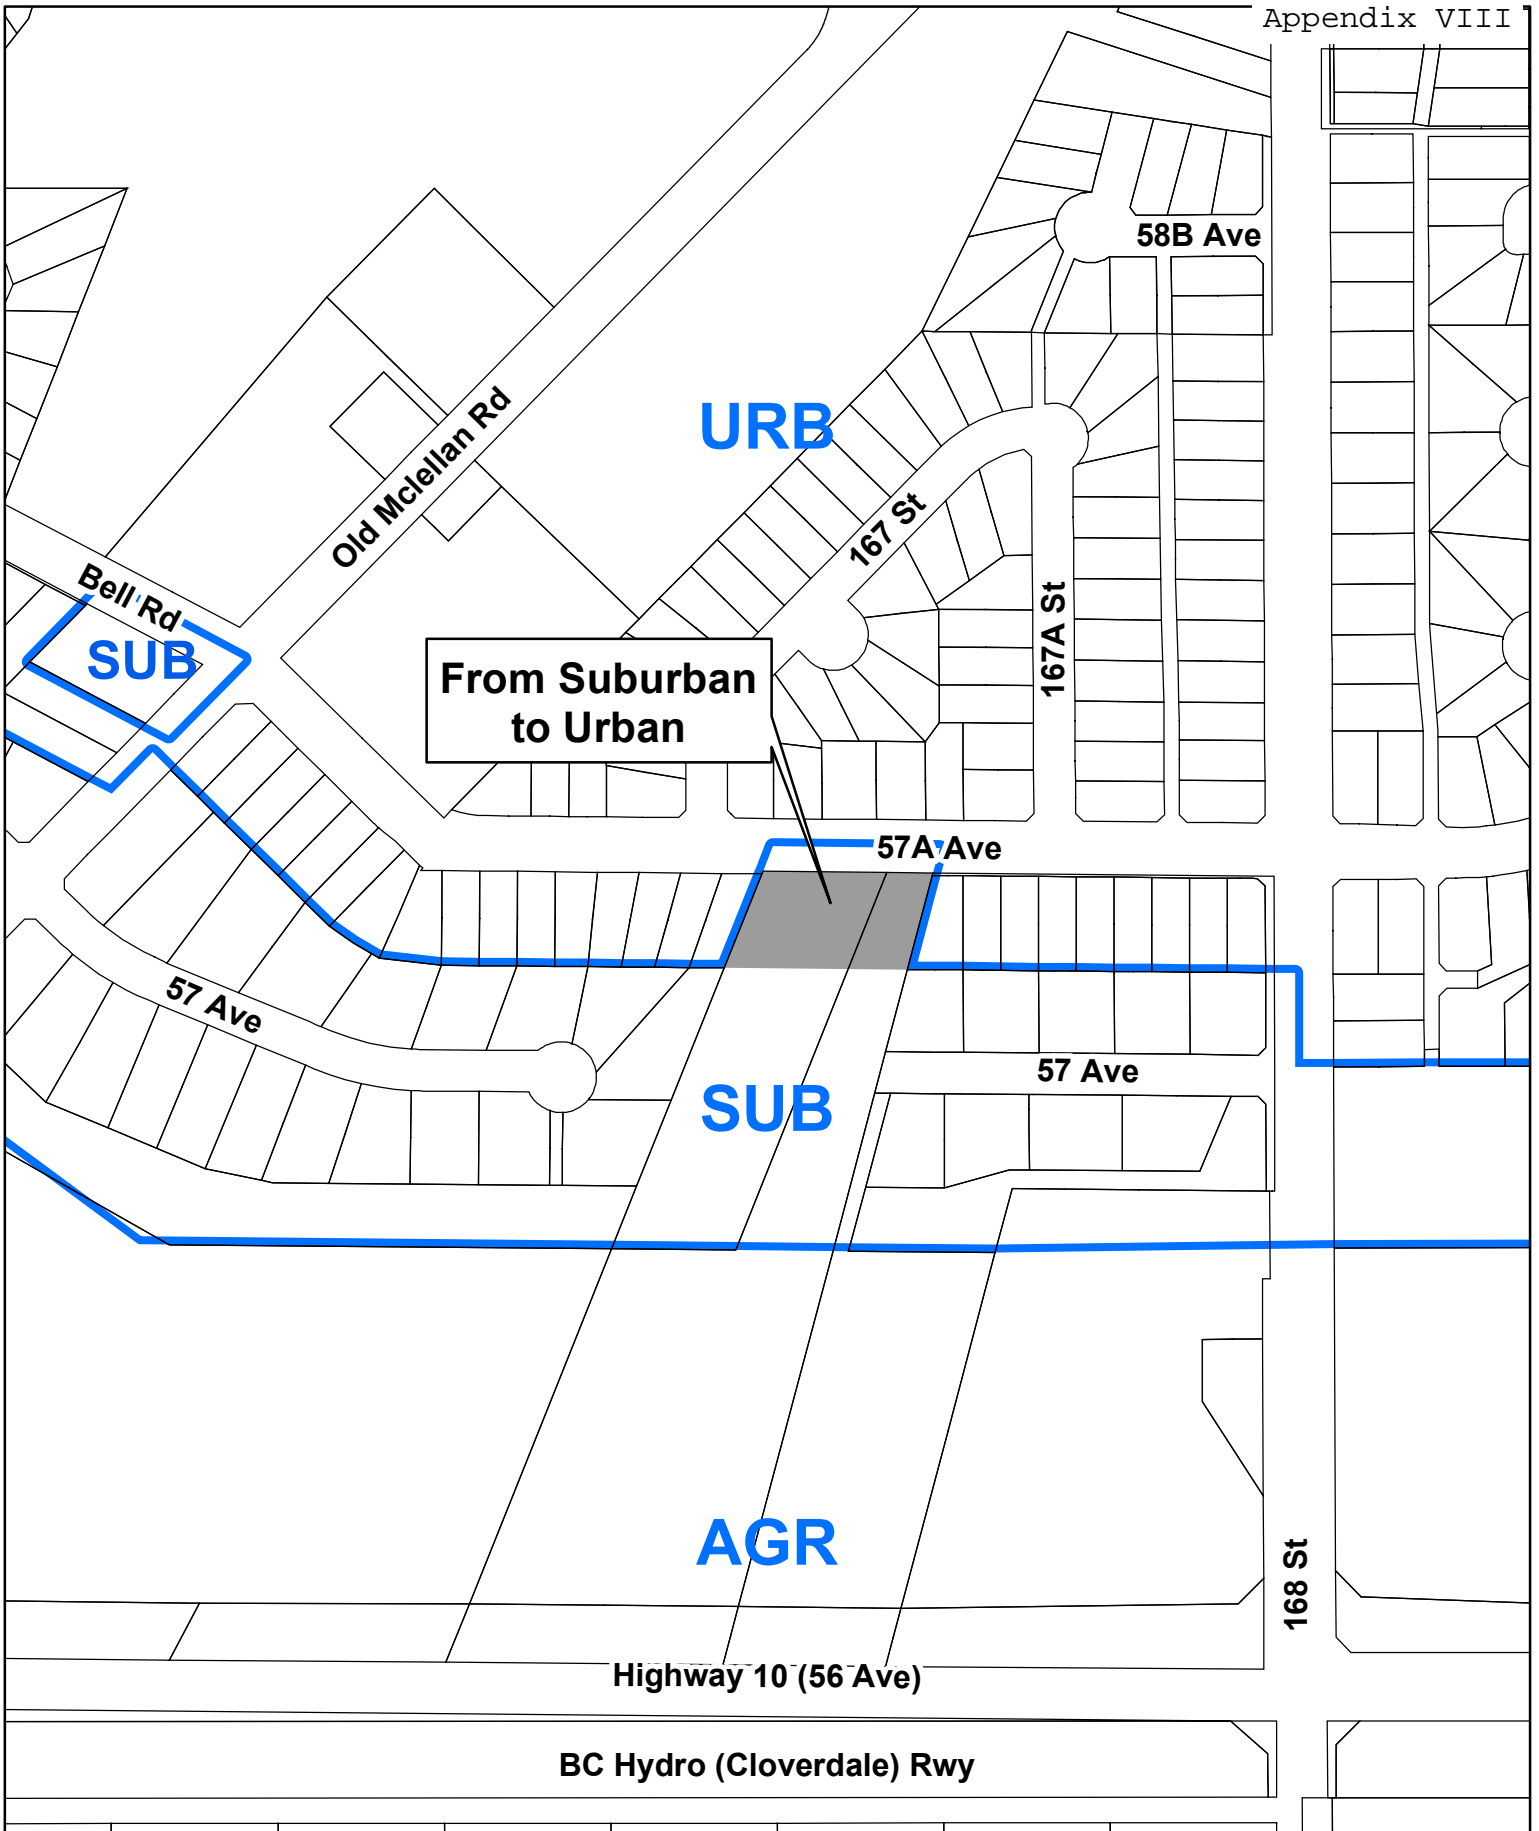 Appendix VIII
58B Ave
URB
Old Mclellan Rd
167 St
Bell Rd
167A St
SUB
From Suburban
to Urban
57A Ave
57 Ave
57 Ave
SUB
AGR
168 St
Highway 10 (56 Ave)
BC Hydro (Cloverdale) Rwy